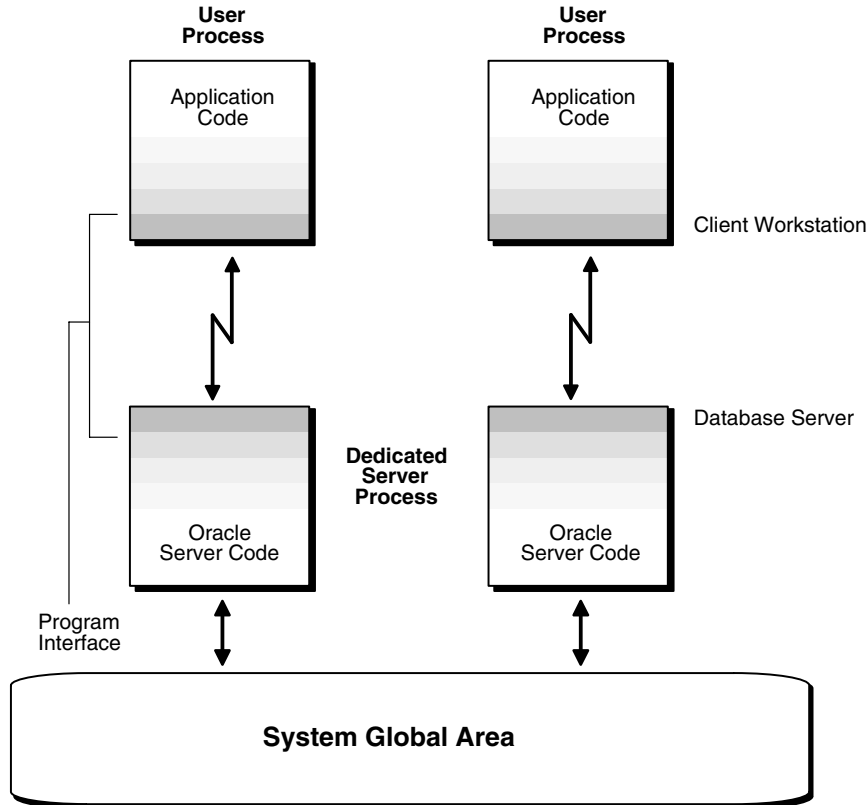 User
Process
User
Process
Application
Code
Application
Code
Client Workstation
Database Server
Dedicated
Server
Process
Oracle
Server Code
Oracle
Server Code
Program
Interface
System Global Area